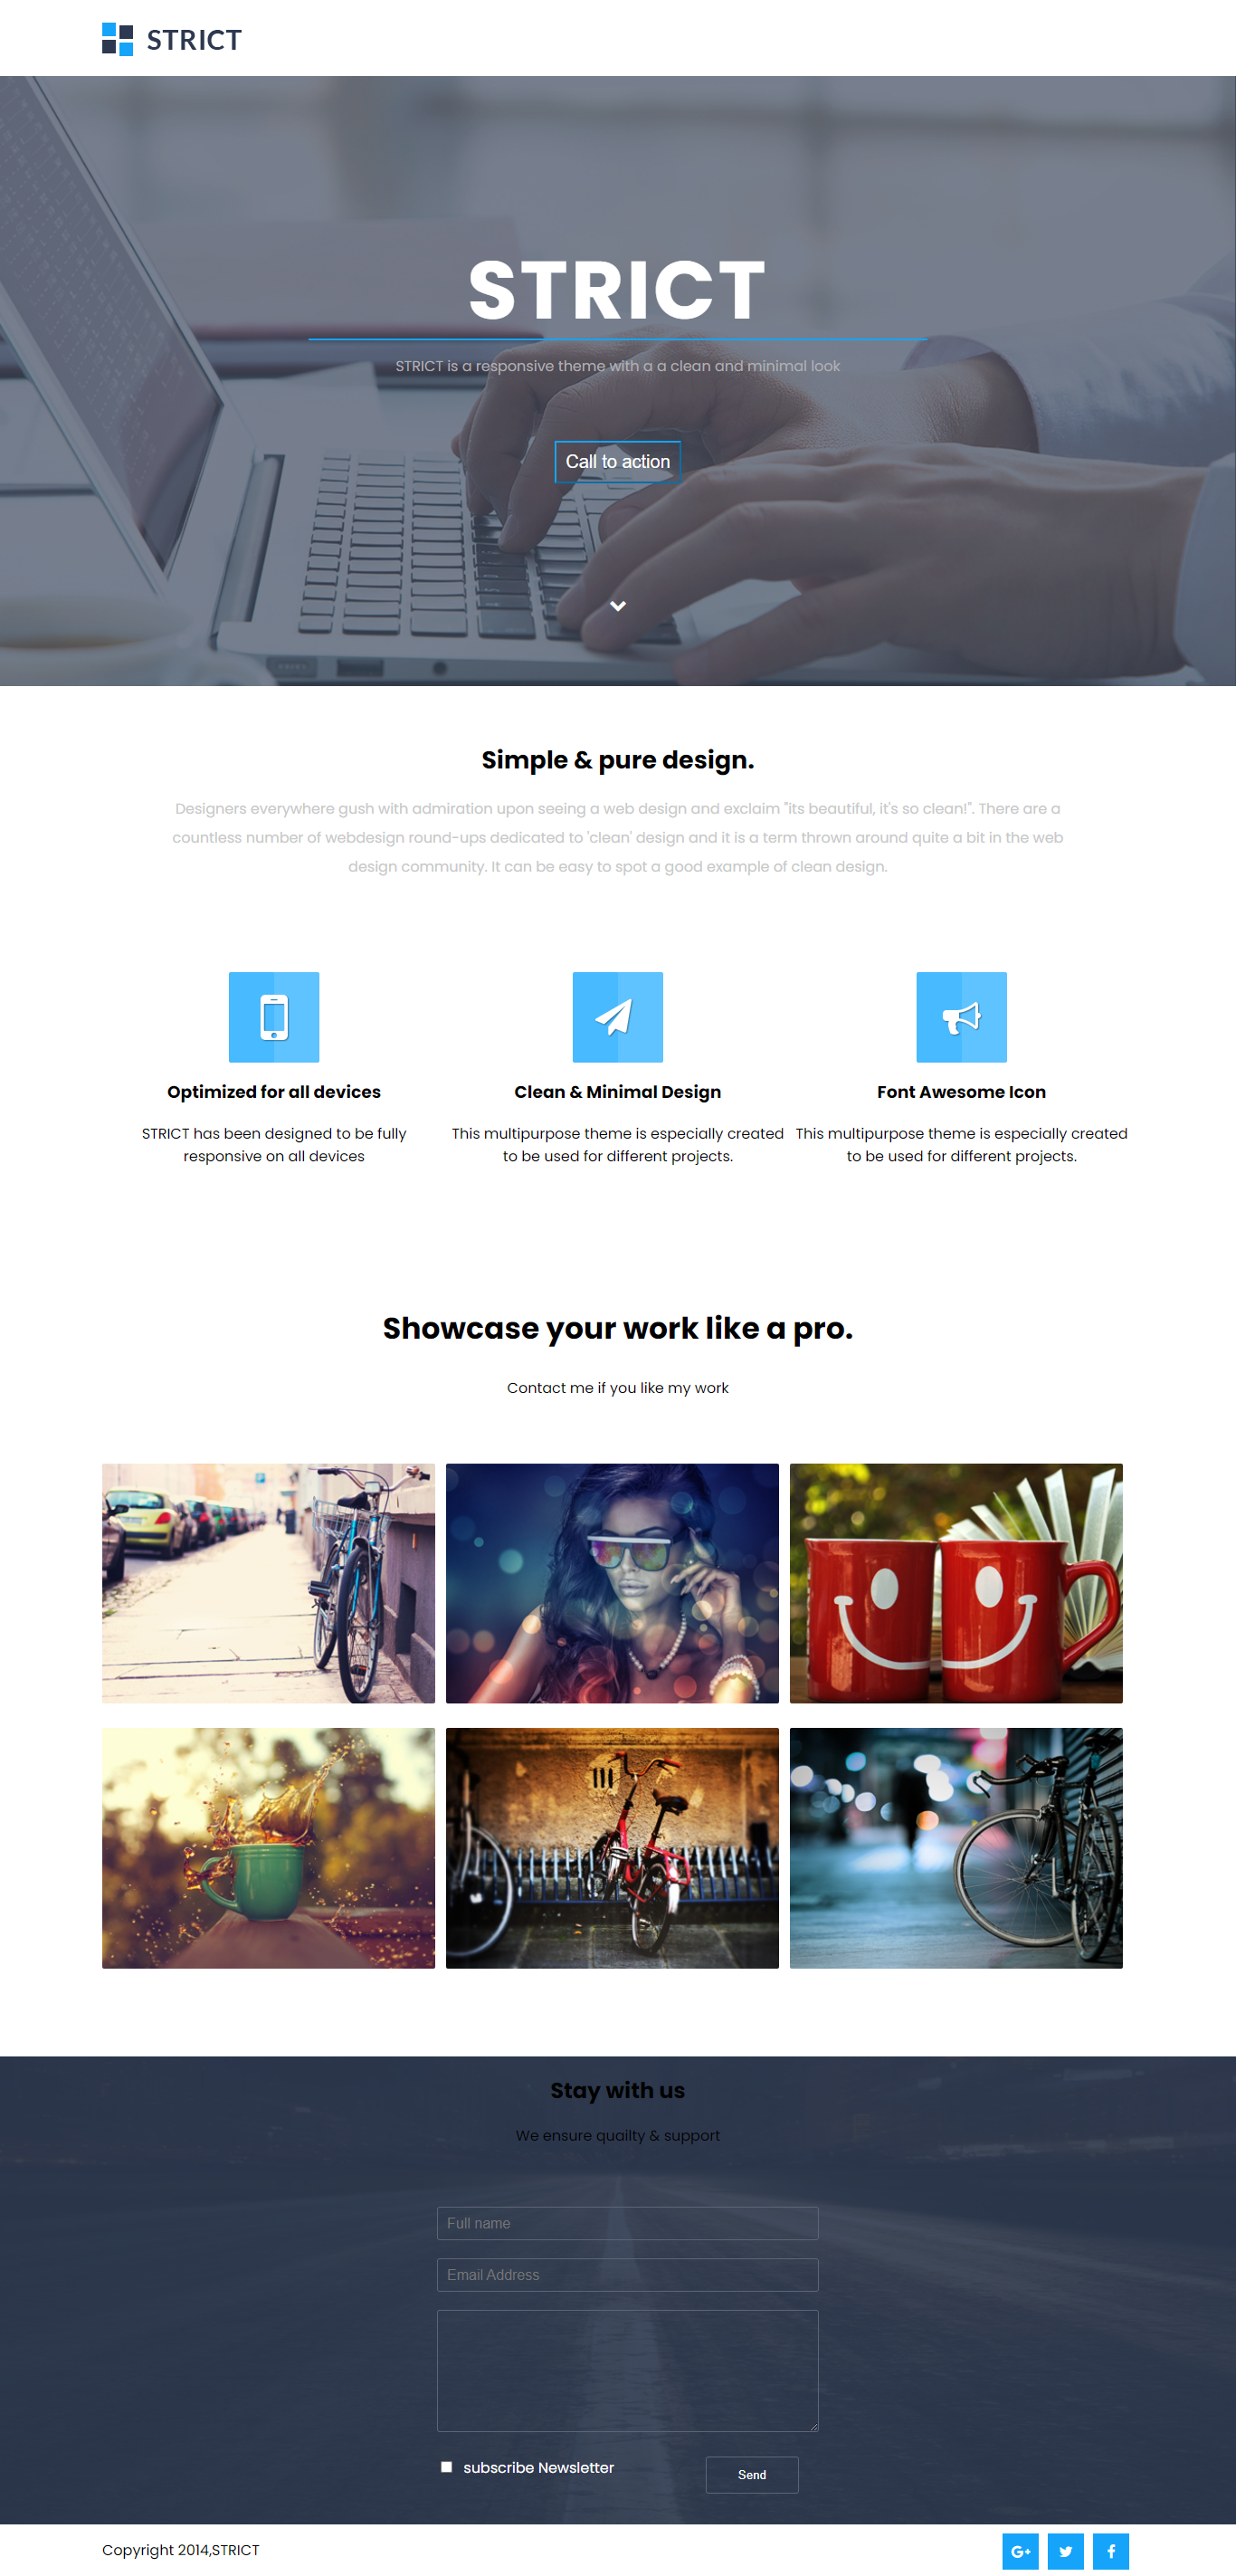 STRICT
STRICT
STRICT is a responsive theme with a a clean and minimal look
Call to action
Simple & pure design.
Designers everywhere gush with admiration upon seeing a web design and exclaim "its beautiful, it's so clean!". There are a
countless number of webdesign round-ups dedicated to 'clean' design and it is a term thrown around quite a bit in the web
design community. It can be easy to spot a good example of clean design.
Optimized for all devices
STRICT has been designed to be fully
responsive on all devices
Clean & Minimal Design
This multipurpose theme is especially created
to be used for different projects.
Font Awesome Icon
This multipurpose theme is especially created
to be used for different projects.
Showcase your work like a pro.
Contact me if you like my work
Stay with us
We ensure quailty & support
Full name
Email Address
subscribe Newsletter
Send
Copyright 2014,STRICT